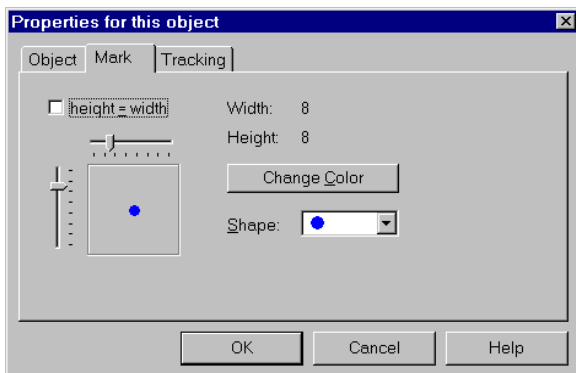 Properties for this object
Object Mark Tracking
height = width
Width: 8
Height: 8
Change Color
Shape:
OK Cancel Help